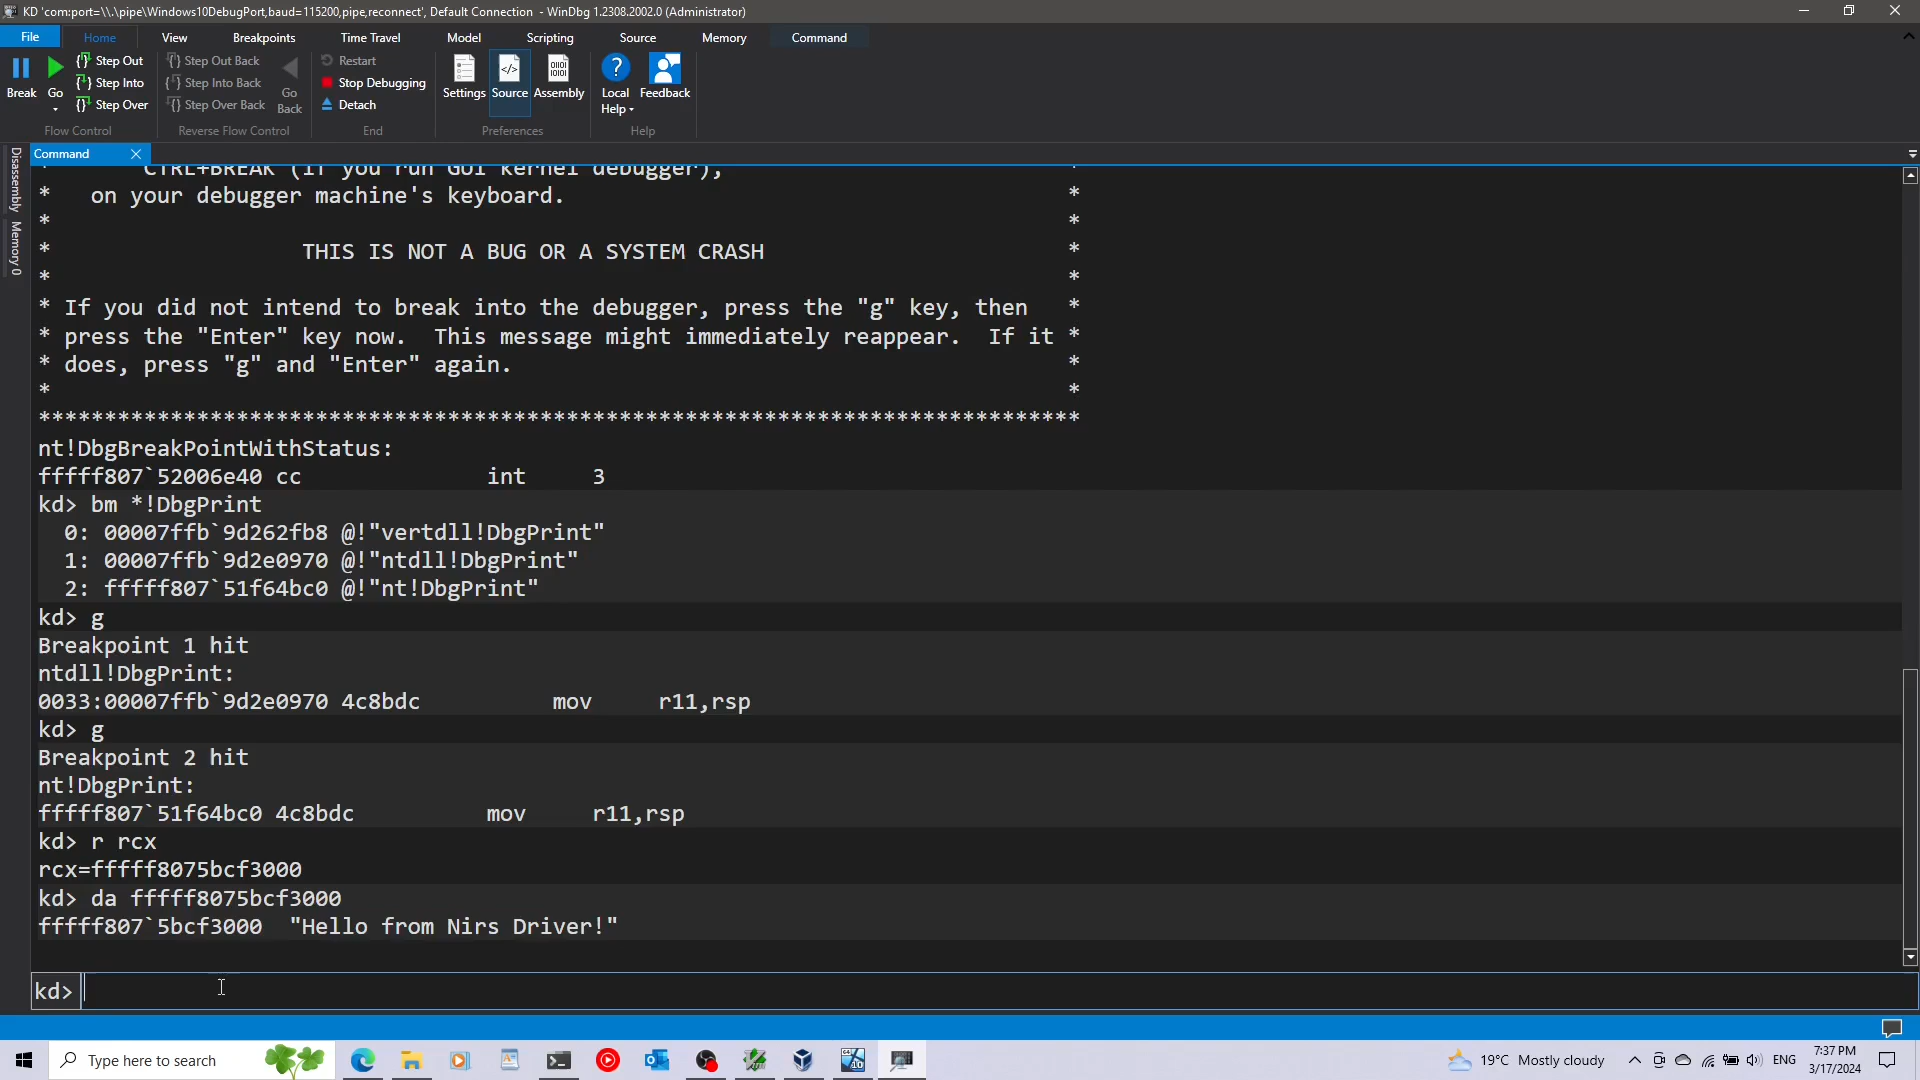 KD 'com:port=\\.\pipe\Windows10DebugPort,baud=115200,pipe,reconnect', Default Connection - WinDbg 1.2308.2002.0 (Administrator)
File Home View Breakpoints Time Travel Model Scripting Source Memory Command
Break
Go
Step Out
Step Into
Step Over
Flow Control
Step Out Back
Step Into Back
Step Over Back
Go Back
Reverse Flow Control
Restart
Stop Debugging
Detach
End
Settings
Source
Assembly
Preferences
Local Help
Feedback
Help
Disassembly
Memory 0
Command
CTRL+BREAK (if you run GUI kernel debugger), *
* on your debugger machine's keyboard. *
* *
* THIS IS NOT A BUG OR A SYSTEM CRASH *
* *
* If you did not intend to break into the debugger, press the "g" key, then *
* press the "Enter" key now. This message might immediately reappear. If it *
* does, press "g" and "Enter" again. *
* *
*******************************************************************************
nt!DbgBreakPointWithStatus:
fffff807`52006e40 cc int 3
kd> bm *!DbgPrint
0: 00007ffb`9d262fb8 @!"vertdll!DbgPrint"
1: 00007ffb`9d2e0970 @!"ntdll!DbgPrint"
2: fffff807`51f64bc0 @!"nt!DbgPrint"
kd> g
Breakpoint 1 hit
ntdll!DbgPrint:
0033:00007ffb`9d2e0970 4c8bdc mov r11,rsp
kd> g
Breakpoint 2 hit
nt!DbgPrint:
fffff807`51f64bc0 4c8bdc mov r11,rsp
kd> r rcx
rcx=fffff8075bcf3000
kd> da fffff8075bcf3000
fffff807`5bcf3000 "Hello from Nirs Driver!"
kd>
Type here to search
19°C Mostly cloudy
ENG
7:37 PM
3/17/2024